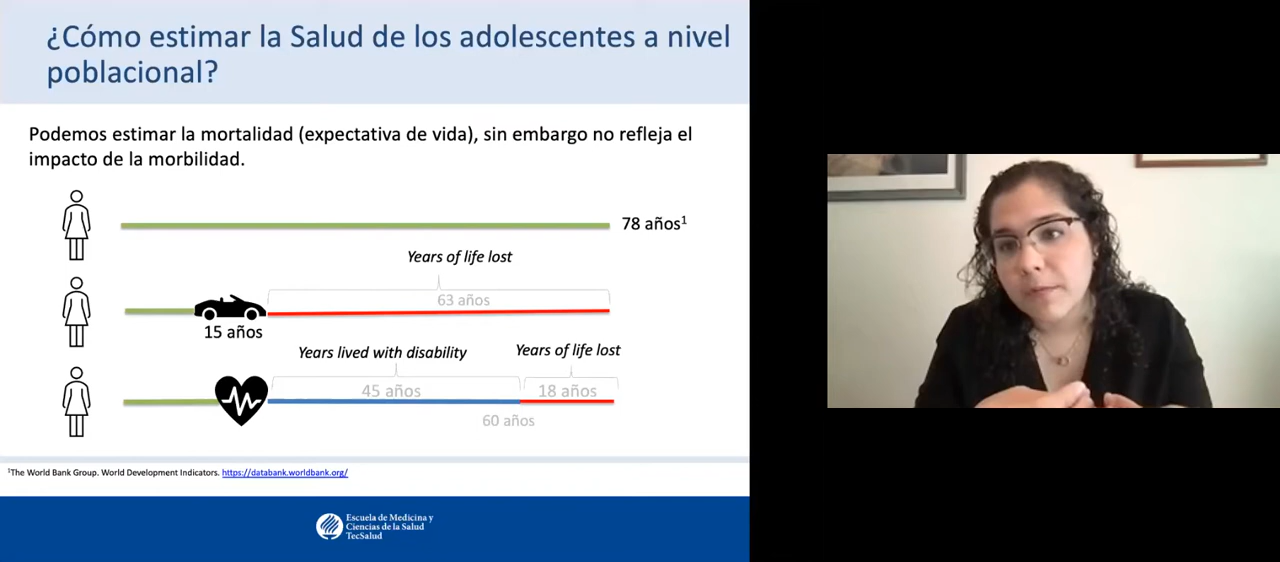 ¿Cómo estimar la Salud de los adolescentes a nivel
poblacional?
Podemos estimar la mortalidad (expectativa de vida), sin embargo no refleja el
impacto de la morbilidad.
78 años¹
Years of life lost
63 años
15 años
Years lived with disability
Years of life lost
45 años
18 años
60 años
¹The World Bank Group. World Development Indicators. https://databank.worldbank.org/
Escuela de Medicina y
Ciencias de la Salud
TecSalud